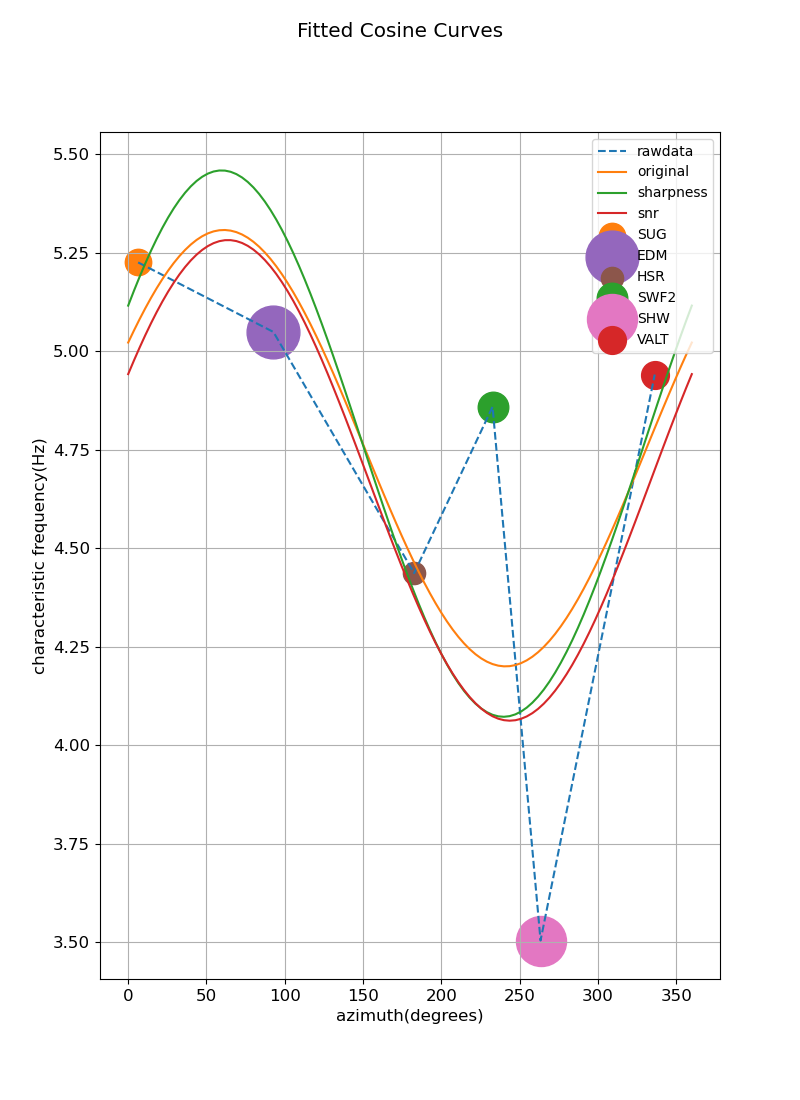 Fitted Cosine Curves
rawdata
original
sharpness
snr
SUG
EDM
HSR
SWF2
SHW
VALT
5.50
5.25
5.00
4.75
4.50
4.25
4.00
3.75
3.50
characteristic frequency(Hz)
0 50 100 150 200 250 300 350
azimuth(degrees)